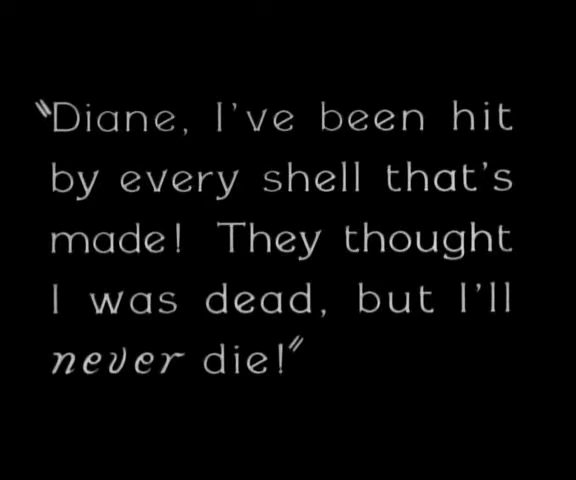 "Diane, I've been hit
by every shell that's
made! They thought
I was dead, but I'll
never die!"